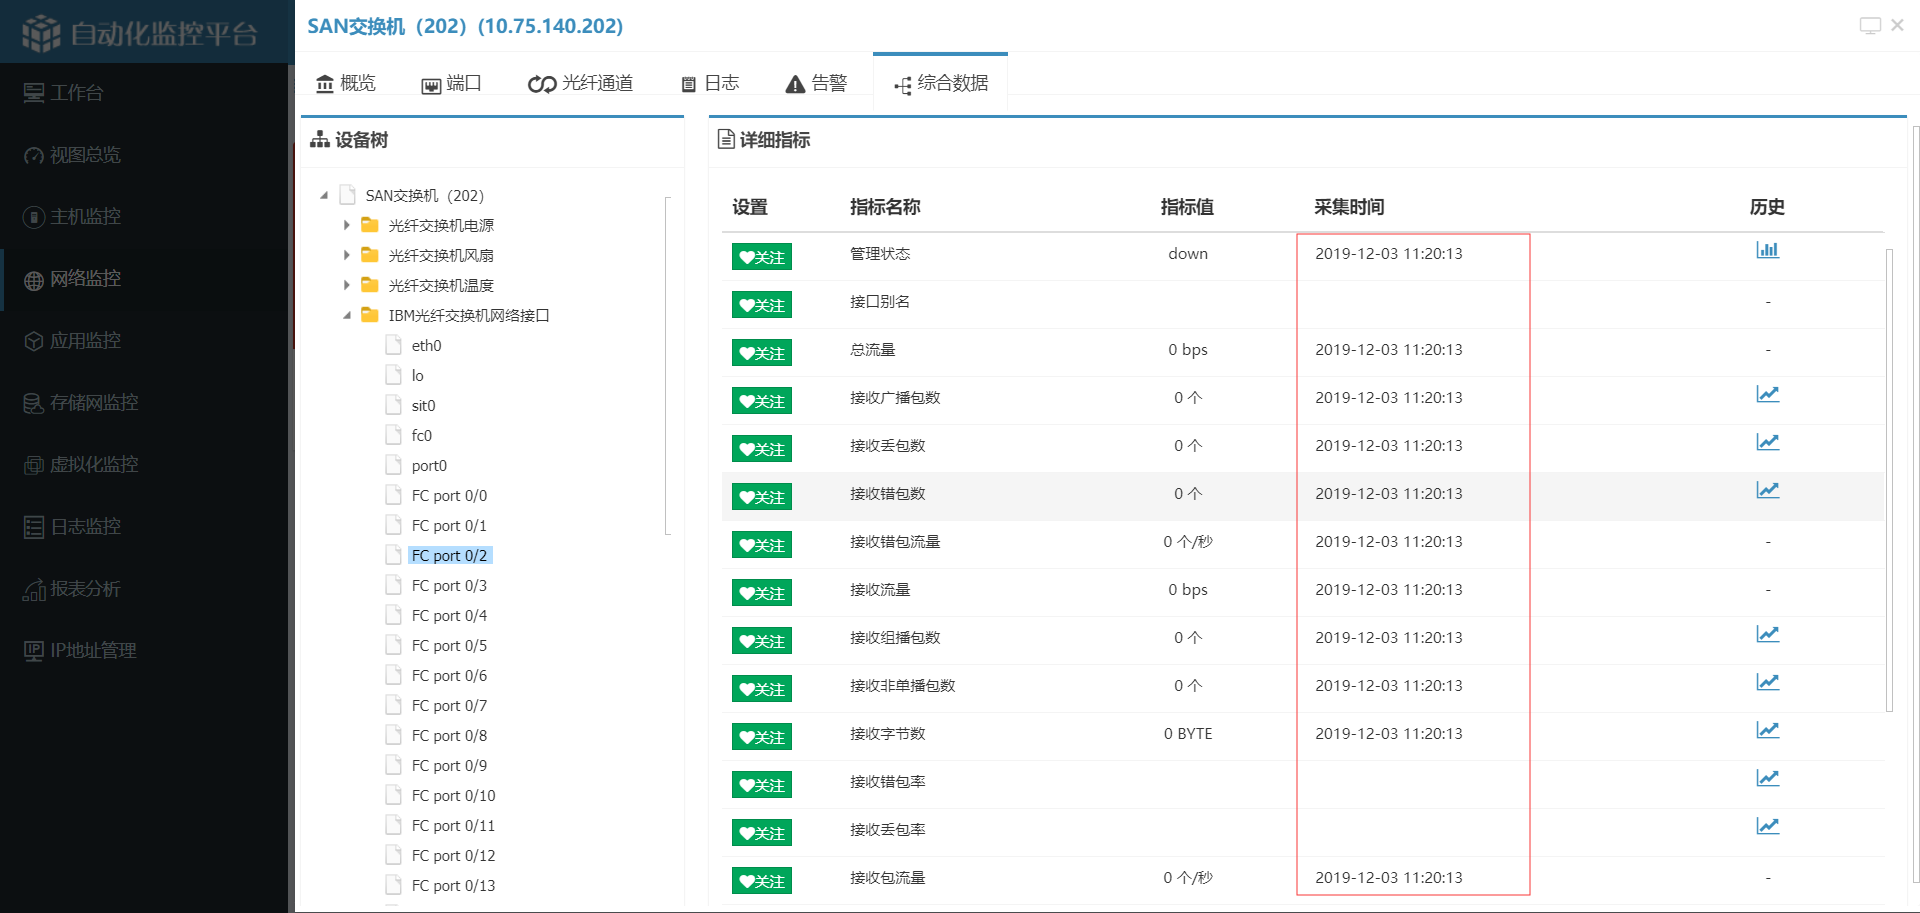 自动化监控平台
工作台
视图总览
主机监控
网络监控
应用监控
存储网监控
虚拟化监控
日志监控
报表分析
IP地址管理
SAN交换机（202）(10.75.140.202)
概览 端口 光纤通道 日志 告警 综合数据
设备树
SAN交换机（202）
光纤交换机电源
光纤交换机风扇
光纤交换机温度
IBM光纤交换机网络接口
eth0
lo
sit0
fc0
port0
FC port 0/0
FC port 0/1
FC port 0/2
FC port 0/3
FC port 0/4
FC port 0/5
FC port 0/6
FC port 0/7
FC port 0/8
FC port 0/9
FC port 0/10
FC port 0/11
FC port 0/12
FC port 0/13
详细指标
设置 指标名称 指标值 采集时间 历史
关注 管理状态 down 2019-12-03 11:20:13
关注 接口别名 -
关注 总流量 0 bps 2019-12-03 11:20:13 -
关注 接收广播包数 0 个 2019-12-03 11:20:13
关注 接收丢包数 0 个 2019-12-03 11:20:13
关注 接收错包数 0 个 2019-12-03 11:20:13
关注 接收错包流量 0 个/秒 2019-12-03 11:20:13 -
关注 接收流量 0 bps 2019-12-03 11:20:13 -
关注 接收组播包数 0 个 2019-12-03 11:20:13
关注 接收非单播包数 0 个 2019-12-03 11:20:13
关注 接收字节数 0 BYTE 2019-12-03 11:20:13
关注 接收错包率
关注 接收丢包率
关注 接收包流量 0 个/秒 2019-12-03 11:20:13 -